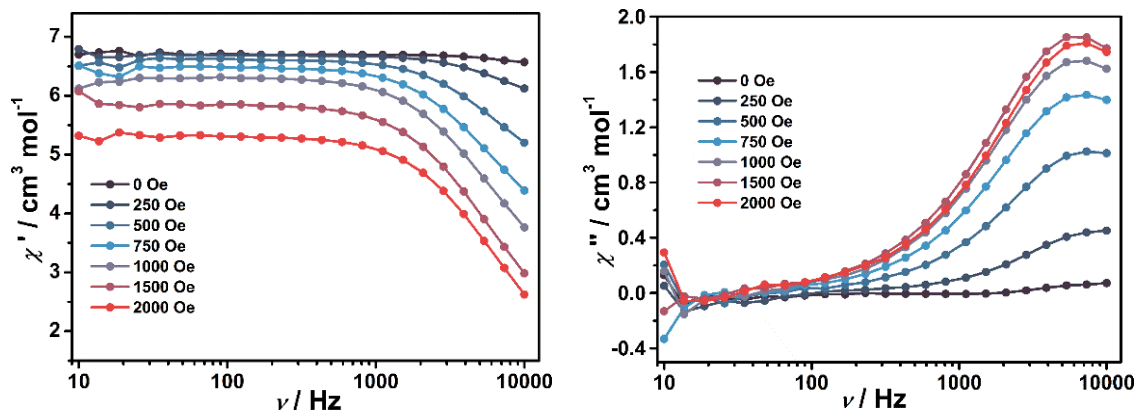 7
6
5
4
3
2
χ ' / cm³ mol⁻¹
0 Oe
250 Oe
500 Oe
750 Oe
1000 Oe
1500 Oe
2000 Oe
10
100
1000
10000
ν / Hz
2.0
1.6
1.2
0.8
0.4
0.0
-0.4
χ'' / cm³ mol⁻¹
0 Oe
250 Oe
500 Oe
750 Oe
1000 Oe
1500 Oe
2000 Oe
10
100
1000
10000
ν / Hz